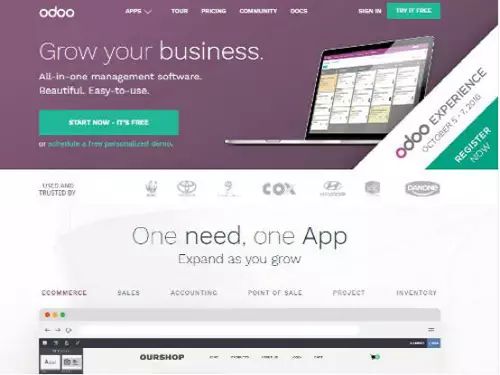 odoo
APPS TOUR PRICING COMMUNITY DOCS
SIGN IN TRY IT FREE
Grow your business.
All-in-one management software.
Beautiful. Easy-to-use.
START NOW - IT'S FREE
or schedule a free personalized demo.
odoo EXPERIENCE
OCTOBER 5 - 7, 2016
REGISTER
NOW
USED AND
TRUSTED BY
WWF TOYOTA COX HYUNDAI DANONE
One need, one App
Expand as you grow
ECOMMERCE SALES ACCOUNTING POINT OF SALE PROJECT INVENTORY
OURSHOP